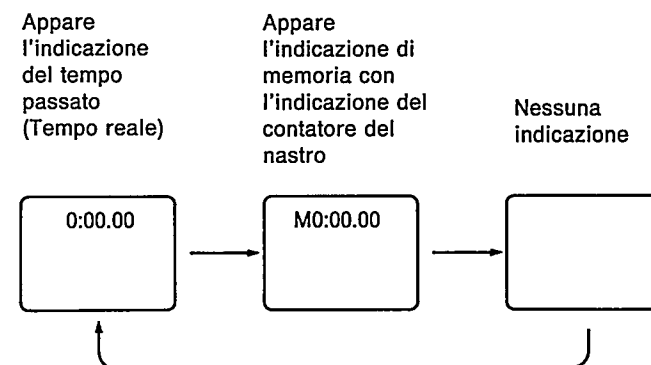 Appare
l'indicazione
del tempo
passato
(Tempo reale)
Appare
l'indicazione di
memoria con
l'indicazione del
contatore del
nastro
Nessuna
indicazione
0:00.00
M0:00.00